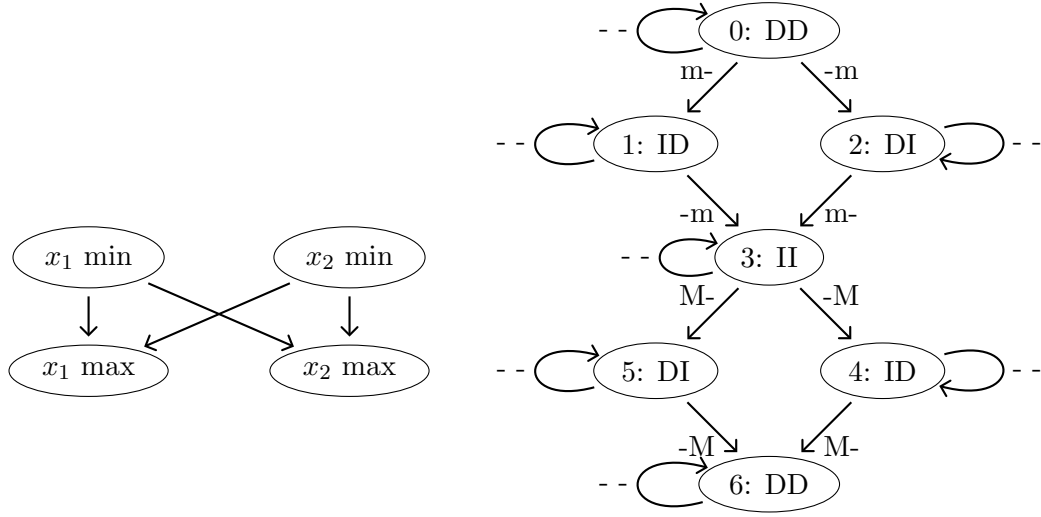 - - 0: DD
m- -m
- - 1: ID 2: DI - -
-m m-
x₁ min x₂ min - - 3: II
M- -M
x₁ max x₂ max - - 5: DI 4: ID - -
-M M-
- - 6: DD